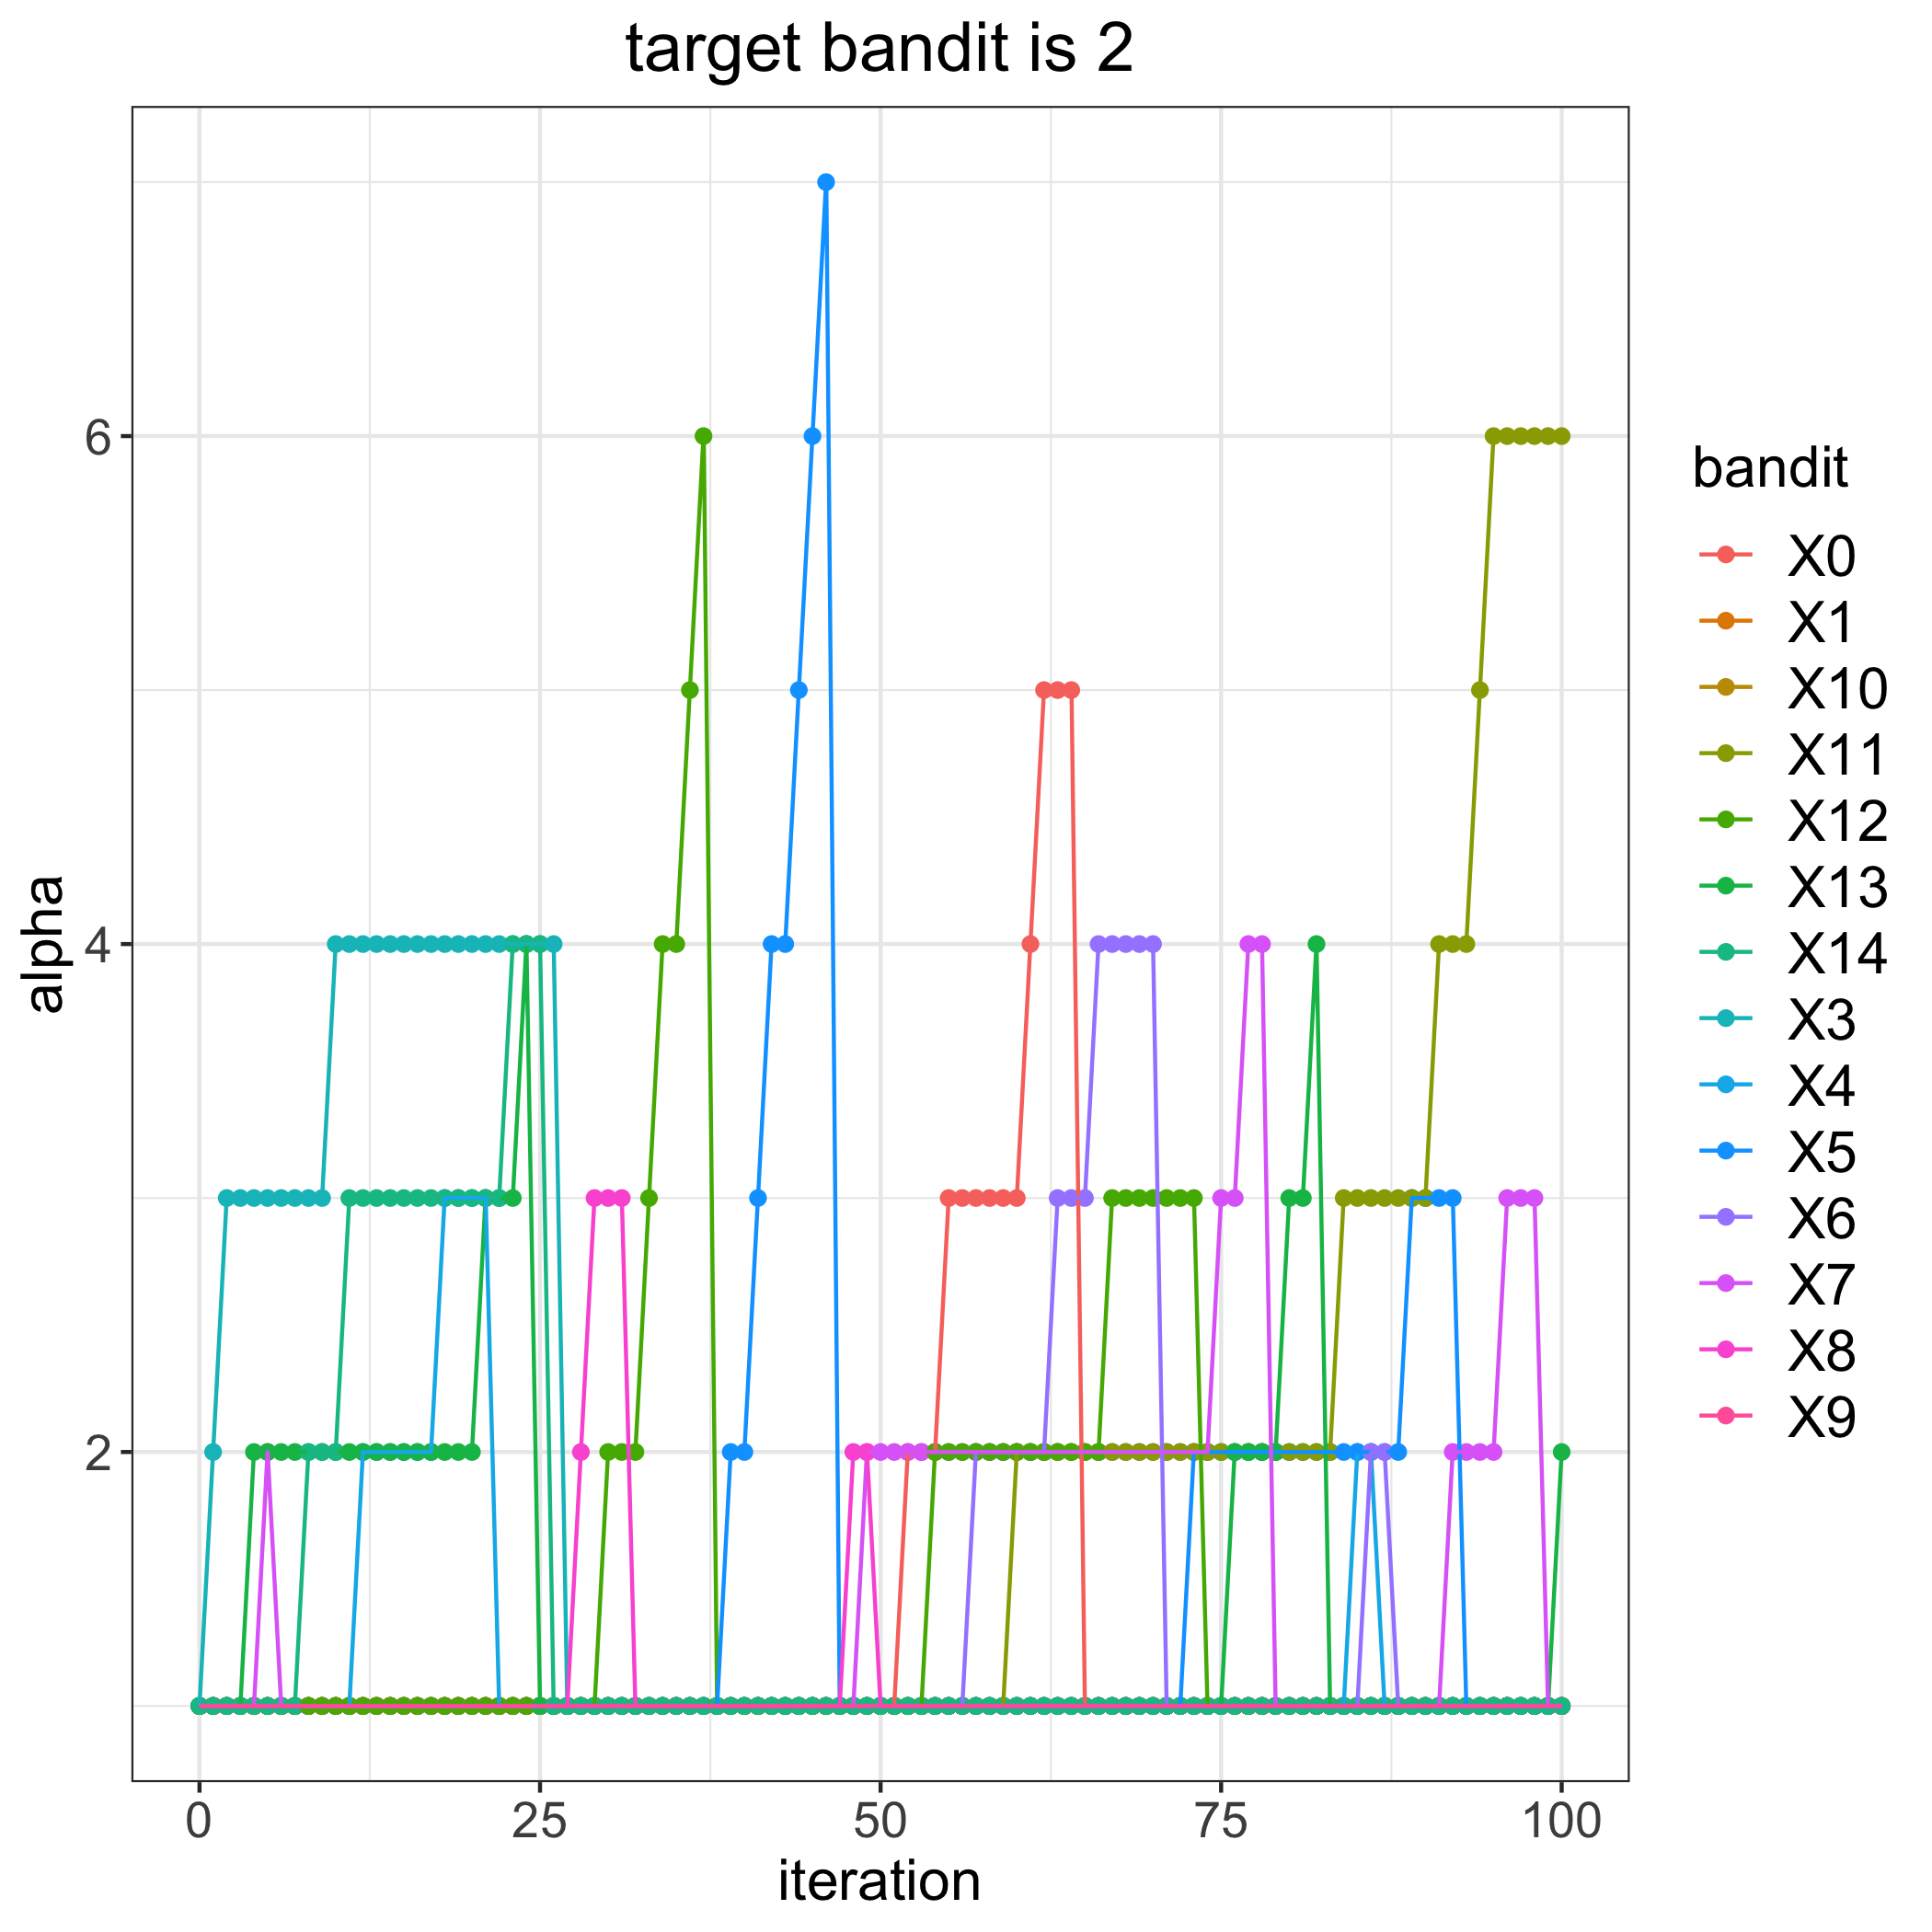 target bandit is 2
6
4
2
alpha
0 25 50 75 100
iteration
bandit
X0
X1
X10
X11
X12
X13
X14
X3
X4
X5
X6
X7
X8
X9